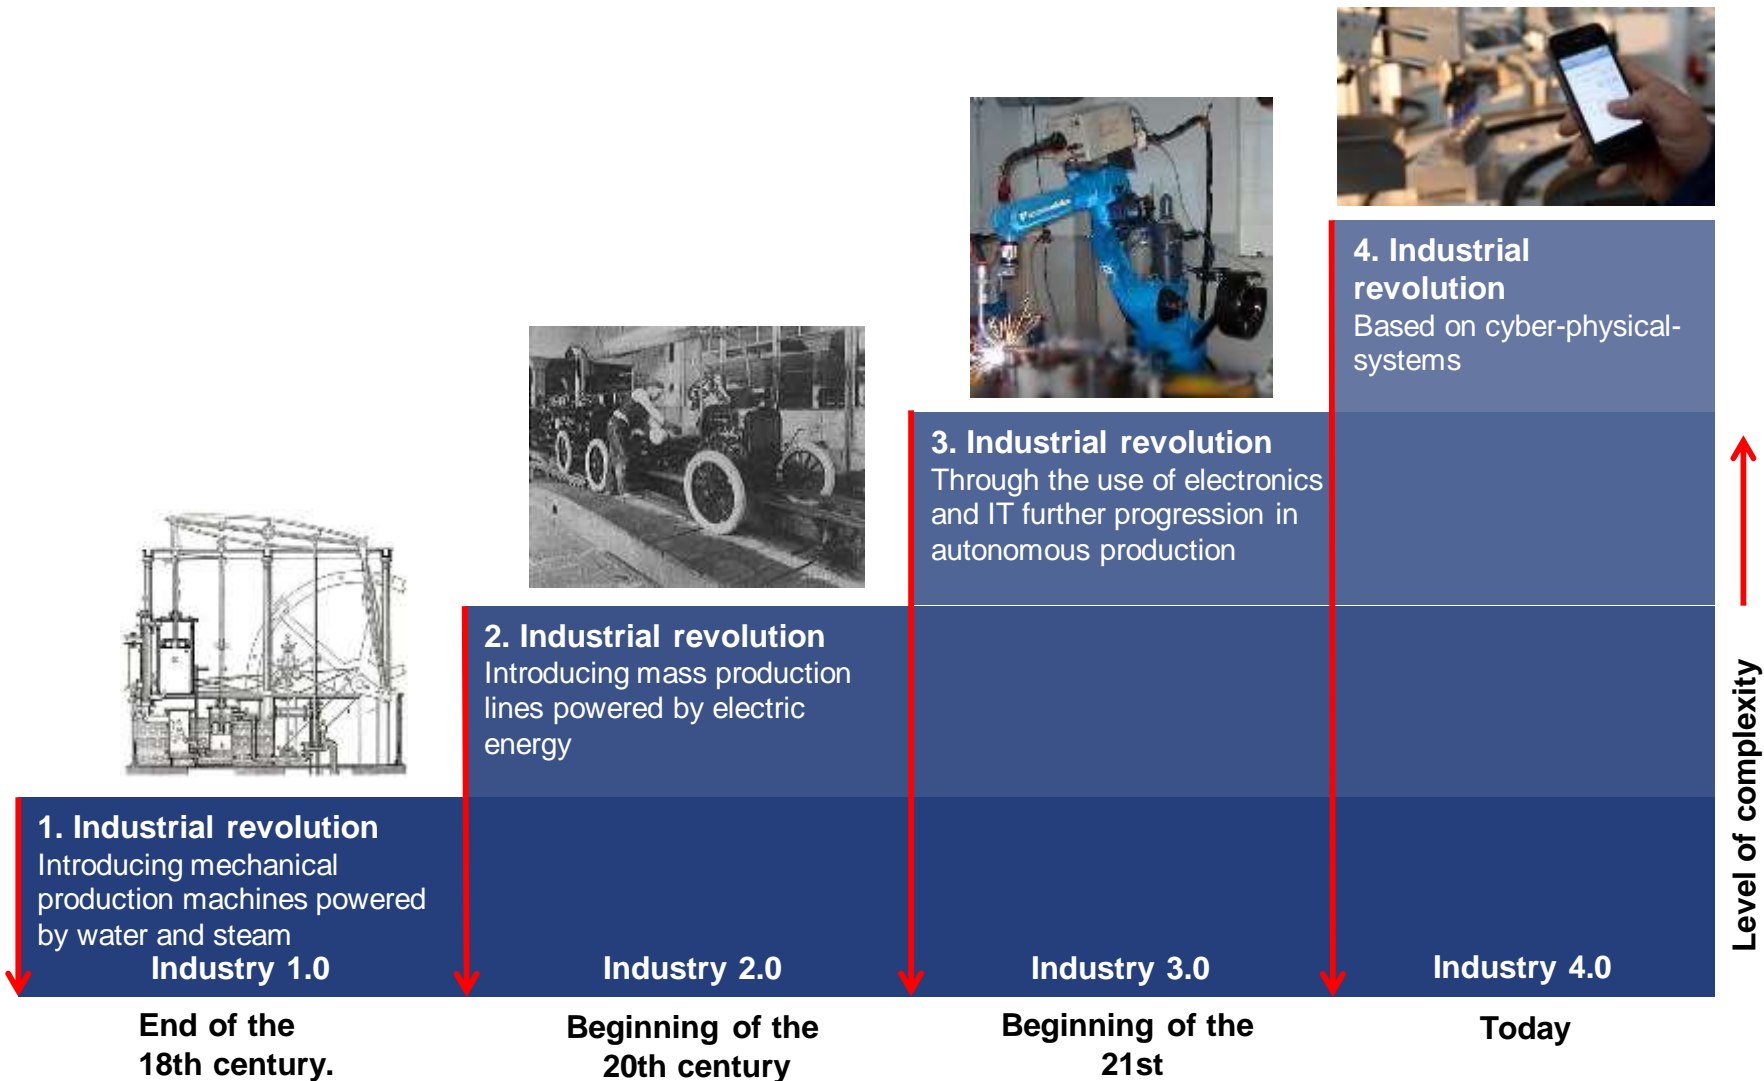 4. Industrial
revolution
Based on cyber-physical-
systems
3. Industrial revolution
Through the use of electronics
and IT further progression in
autonomous production
2. Industrial revolution
Introducing mass production
lines powered by electric
energy
1. Industrial revolution
Introducing mechanical
production machines powered
by water and steam
Industry 1.0
Industry 2.0
Industry 3.0
Industry 4.0
End of the
18th century.
Beginning of the
20th century
Beginning of the
21st
Today
Level of complexity